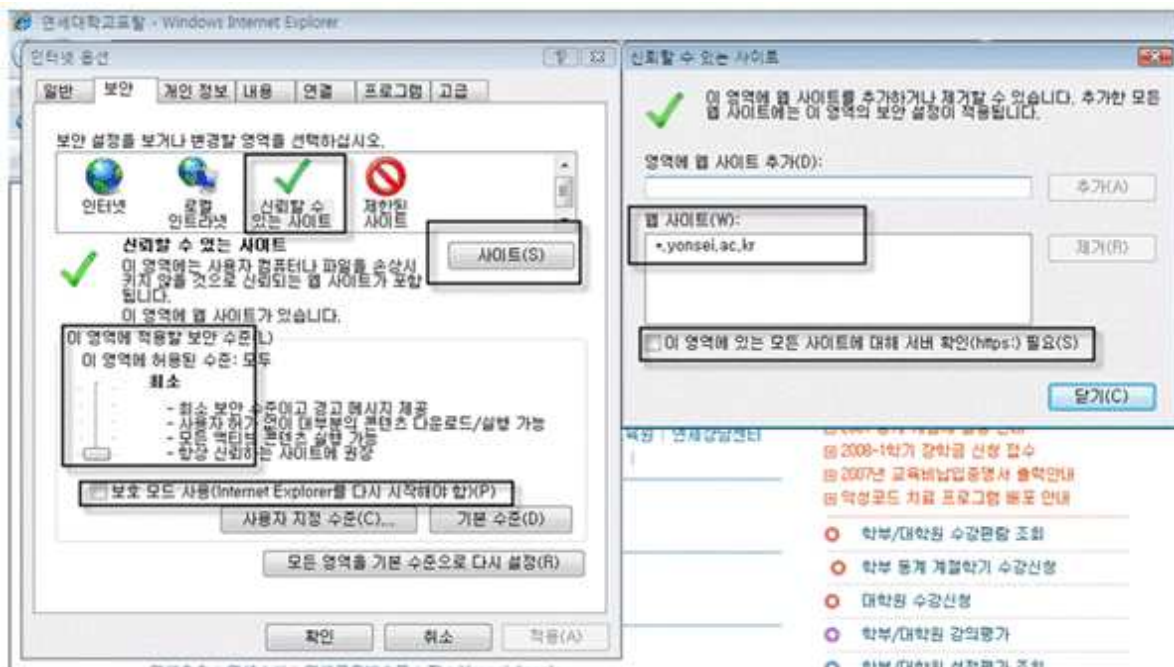 연세대학교포탈 - Windows Internet Explorer
인터넷 옵션
일반 보안 개인 정보 내용 연결 프로그램 고급
보안 설정을 보거나 변경할 영역을 선택하십시오.
인터넷
로컬
인트라넷
신뢰할 수
있는 사이트
제한된
사이트
신뢰할 수 있는 사이트
사이트(S)
이 영역에는 사용자 컴퓨터나 파일을 손상시
키지 않을 것으로 신뢰되는 웹 사이트가 포함
됩니다.
이 영역에 웹 사이트가 있습니다.
이 영역에 적용할 보안 수준(L)
이 영역에 허용된 수준: 모두
최소
- 최소 보안 수준이고 경고 메시지 제공
- 사용자 허가 없이 대부분의 콘텐츠 다운로드/실행 가능
- 모든 액티브 콘텐츠 실행 가능
- 항상 신뢰하는 사이트에 권장
보호 모드 사용(Internet Explorer를 다시 시작해야 함)(P)
사용자 지정 수준(C)... 기본 수준(D)
모든 영역을 기본 수준으로 다시 설정(R)
확인 취소 적용(A)
신뢰할 수 있는 사이트
이 영역에 웹 사이트를 추가하거나 제거할 수 있습니다. 추가한 모든
웹 사이트에는 이 영역의 보안 설정이 적용됩니다.
영역에 웹 사이트 추가(D):
추가(A)
웹 사이트(W):
*.yonsei.ac.kr
제거(R)
이 영역에 있는 모든 사이트에 대해 서버 확인(https:) 필요(S)
닫기(C)
연세상담센터
2008-1학기 장학금 신청 접수
2007년 교육비납입증명서 출력안내
악성코드 치료 프로그램 배포 안내
학부/대학원 수강편람 조회
학부 동계 계절학기 수강신청
대학원 수강신청
학부/대학원 강의평가